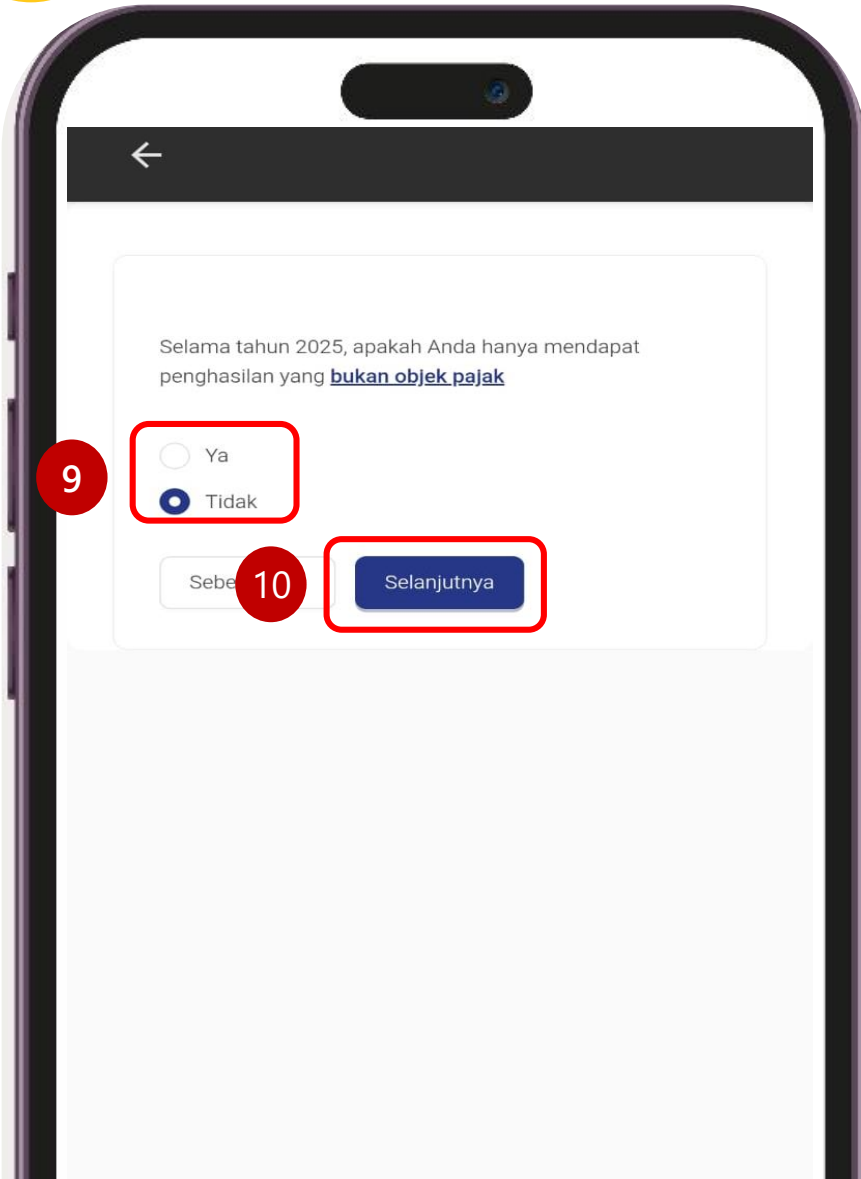 Selama tahun 2025, apakah Anda hanya mendapat
penghasilan yang bukan objek pajak
Ya
9
Tidak
10
Selanjutnya